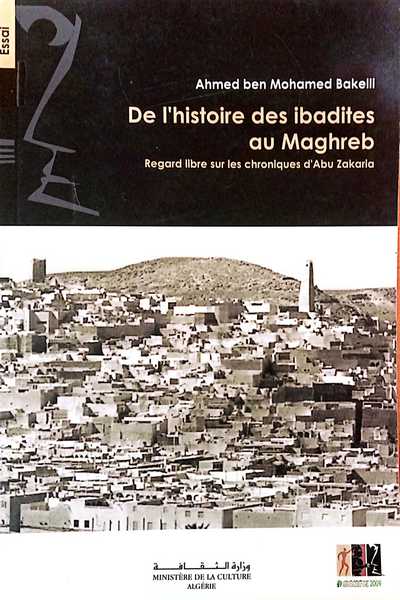 Essai
Ahmed ben Mohamed Bakelli
De l'histoire des ibadites
au Maghreb
Regard libre sur les chroniques d'Abu Zakaria
وزارة الثقافة
MINISTÈRE DE LA CULTURE
ALGÉRIE